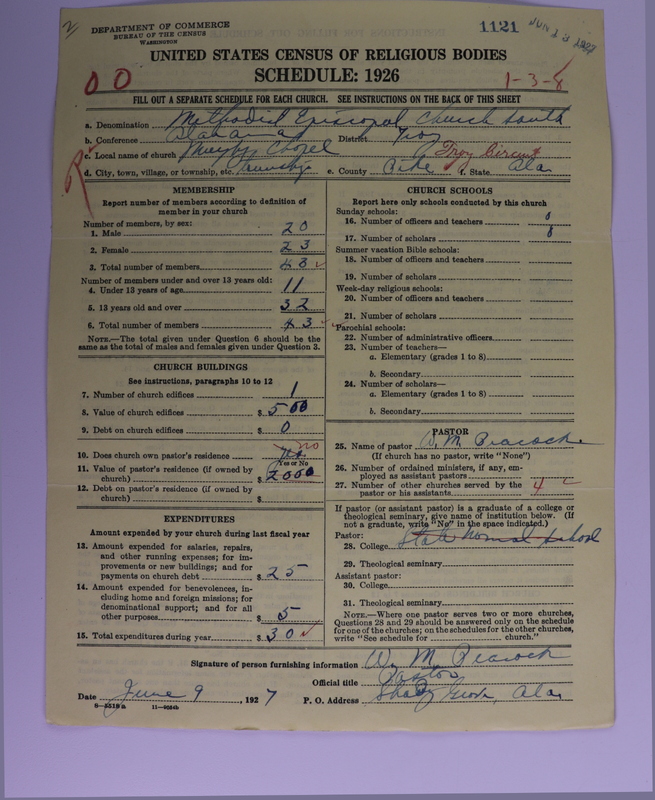 2
DEPARTMENT OF COMMERCE
BUREAU OF THE CENSUS
WASHINGTON
1121
JUN 13 1927
UNITED STATES CENSUS OF RELIGIOUS BODIES
SCHEDULE: 1926
00
1-3-8
FILL OUT A SEPARATE SCHEDULE FOR EACH CHURCH. SEE INSTRUCTIONS ON THE BACK OF THIS SHEET
a. Denomination Methodist Episcopal Church South
b. Conference Alabama District Troy
c. Local name of church Murphy Chapel Troy Circuit
d. City, town, village, or township, etc. Township e. County Pike f. State Ala
R
MEMBERSHIP
Report number of members according to definition of
member in your church
Number of members, by sex:
1. Male 20
2. Female 23
3. Total number of members 43
Number of members under and over 13 years old:
4. Under 13 years of age 11
5. 13 years old and over 32
6. Total number of members 43
NOTE.—The total given under Question 6 should be the
same as the total of males and females given under Question 3.
CHURCH BUILDINGS
See instructions, paragraphs 10 to 12
7. Number of church edifices 1
8. Value of church edifices $500
9. Debt on church edifices $0
10. Does church own pastor's residence? yes no
Yes or No
11. Value of pastor's residence (if owned by
church) $2000
12. Debt on pastor's residence (if owned by
church) $
EXPENDITURES
Amount expended by your church during last fiscal year
13. Amount expended for salaries, repairs,
and other running expenses; for im-
provements or new buildings; and for
payments on church debt $25
14. Amount expended for benevolences, in-
cluding home and foreign missions; for
denominational support; and for all
other purposes $5
15. Total expenditures during year $30
CHURCH SCHOOLS
Report here only schools conducted by this church
Sunday schools:
16. Number of officers and teachers 0
17. Number of scholars 0
Summer vacation Bible schools:
18. Number of officers and teachers
19. Number of scholars
Week-day religious schools:
20. Number of officers and teachers
21. Number of scholars
Parochial schools:
22. Number of administrative officers
23. Number of teachers—
a. Elementary (grades 1 to 8)
b. Secondary
24. Number of scholars—
a. Elementary (grades 1 to 8)
b. Secondary
PASTOR
25. Name of pastor W. M. Peacock
(If church has no pastor, write "None")
26. Number of ordained ministers, if any, em-
ployed as assistant pastors
27. Number of other churches served by the
pastor or his assistants 4
If pastor (or assistant pastor) is a graduate of a college or
theological seminary, give name of institution below. (If
not a graduate, write "No" in the space indicated.)
Pastor:
28. College State Normal School
29. Theological seminary
Assistant pastor:
30. College
31. Theological seminary
NOTE.—Where one pastor serves two or more churches,
Questions 28 and 29 should be answered only on the schedule
for one of the churches; on the schedules for the other churches,
write "See schedule for church."
Signature of person furnishing information W. M. Peacock
Official title Pastor
Date June 9, 1927 P. O. Address Shady Grove, Ala
8—5518a 11—9024b